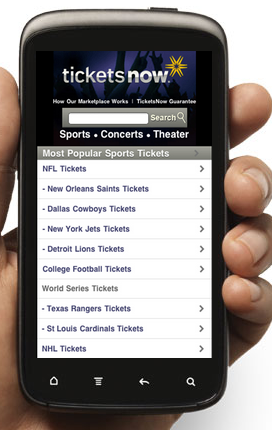 ticketsnow
How Our Marketplace Works | TicketsNow Guarantee
Search
Sports • Concerts • Theater
Most Popular Sports Tickets
NFL Tickets
- New Orleans Saints Tickets
- Dallas Cowboys Tickets
- New York Jets Tickets
- Detroit Lions Tickets
College Football Tickets
World Series Tickets
- Texas Rangers Tickets
- St Louis Cardinals Tickets
NHL Tickets